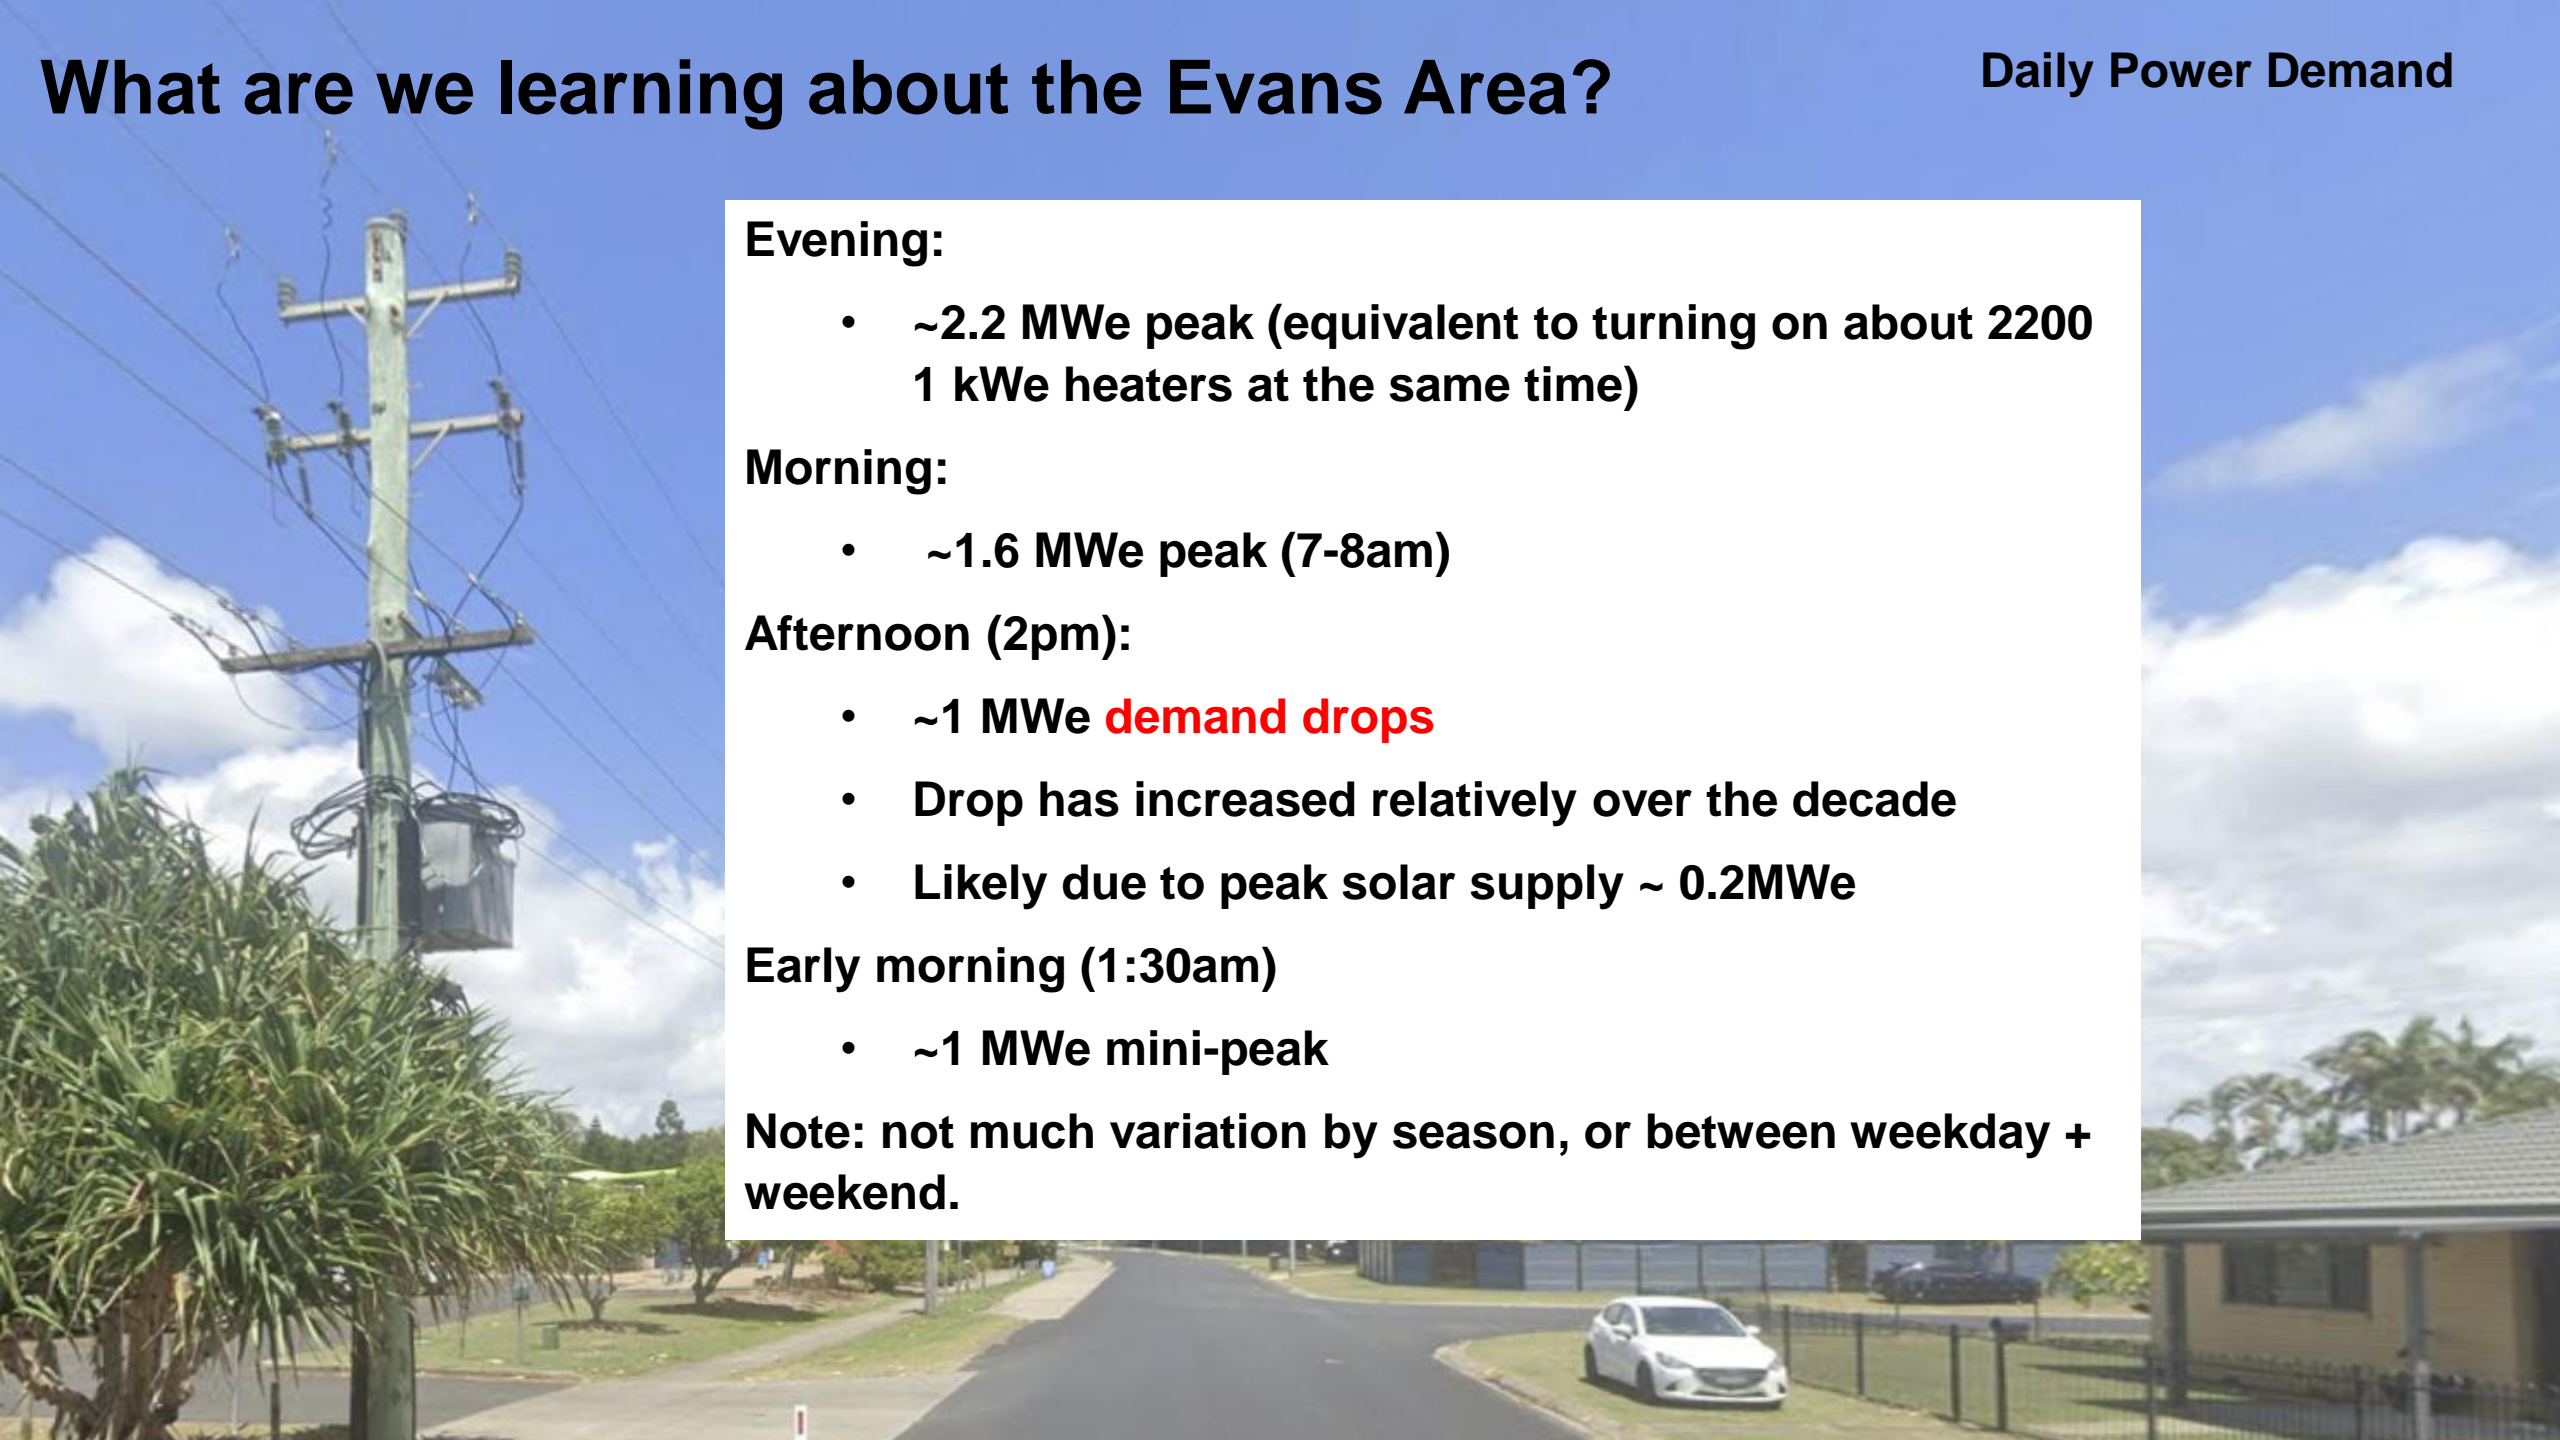 What are we learning about the Evans Area?
Daily Power Demand
Evening:
• ~2.2 MWe peak (equivalent to turning on about 2200
1 kWe heaters at the same time)
Morning:
• ~1.6 MWe peak (7-8am)
Afternoon (2pm):
• ~1 MWe demand drops
• Drop has increased relatively over the decade
• Likely due to peak solar supply ~ 0.2MWe
Early morning (1:30am)
• ~1 MWe mini-peak
Note: not much variation by season, or between weekday +
weekend.